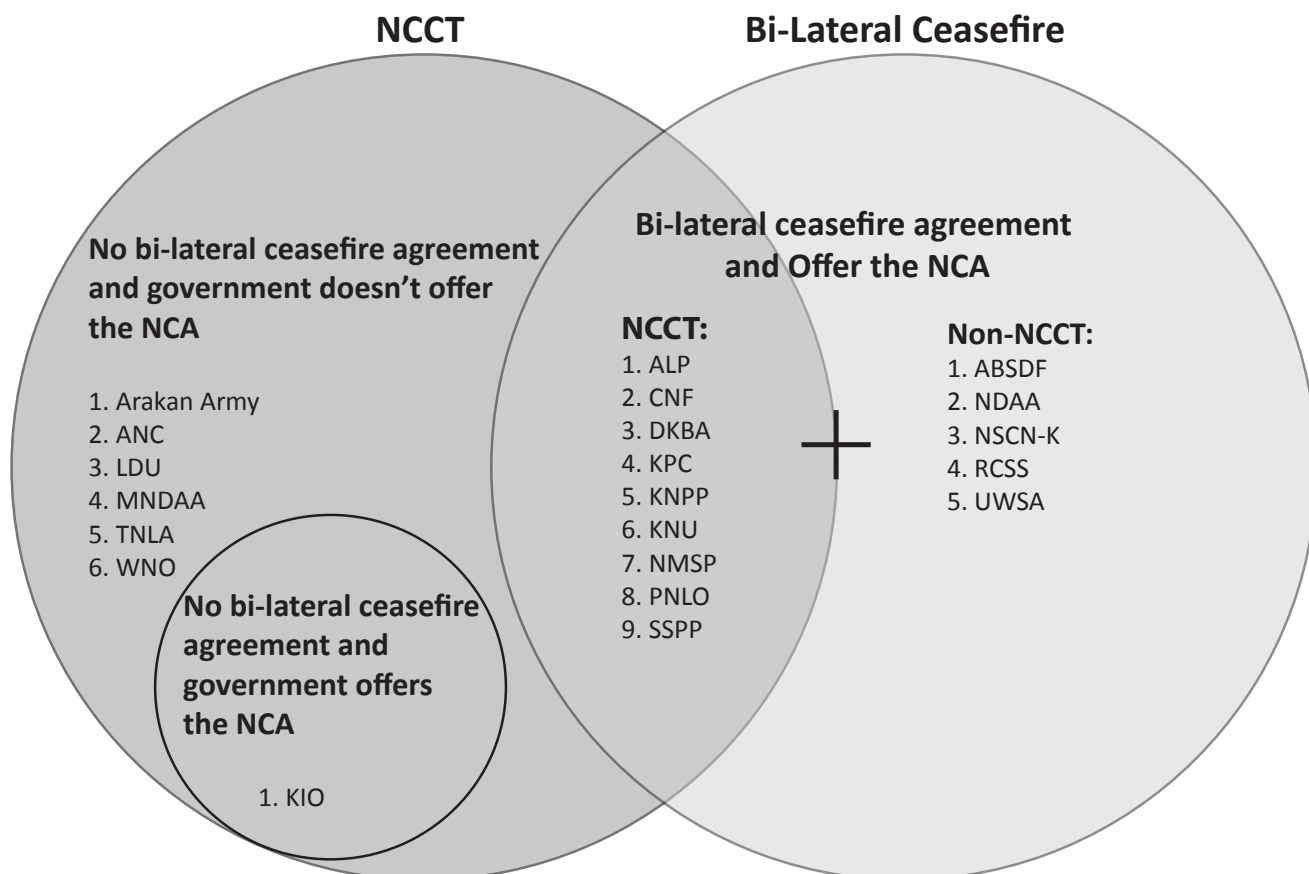 NCCT
Bi-Lateral Ceasefire
No bi-lateral ceasefire agreement
and government doesn't offer
the NCA
1. Arakan Army
2. ANC
3. LDU
4. MNDAA
5. TNLA
6. WNO
No bi-lateral ceasefire
agreement and
government offers
the NCA
1. KIO
Bi-lateral ceasefire agreement
and Offer the NCA
NCCT:
1. ALP
2. CNF
3. DKBA
4. KPC
5. KNPP
6. KNU
7. NMSP
8. PNLO
9. SSPP
+
Non-NCCT:
1. ABSDF
2. NDAA
3. NSCN-K
4. RCSS
5. UWSA